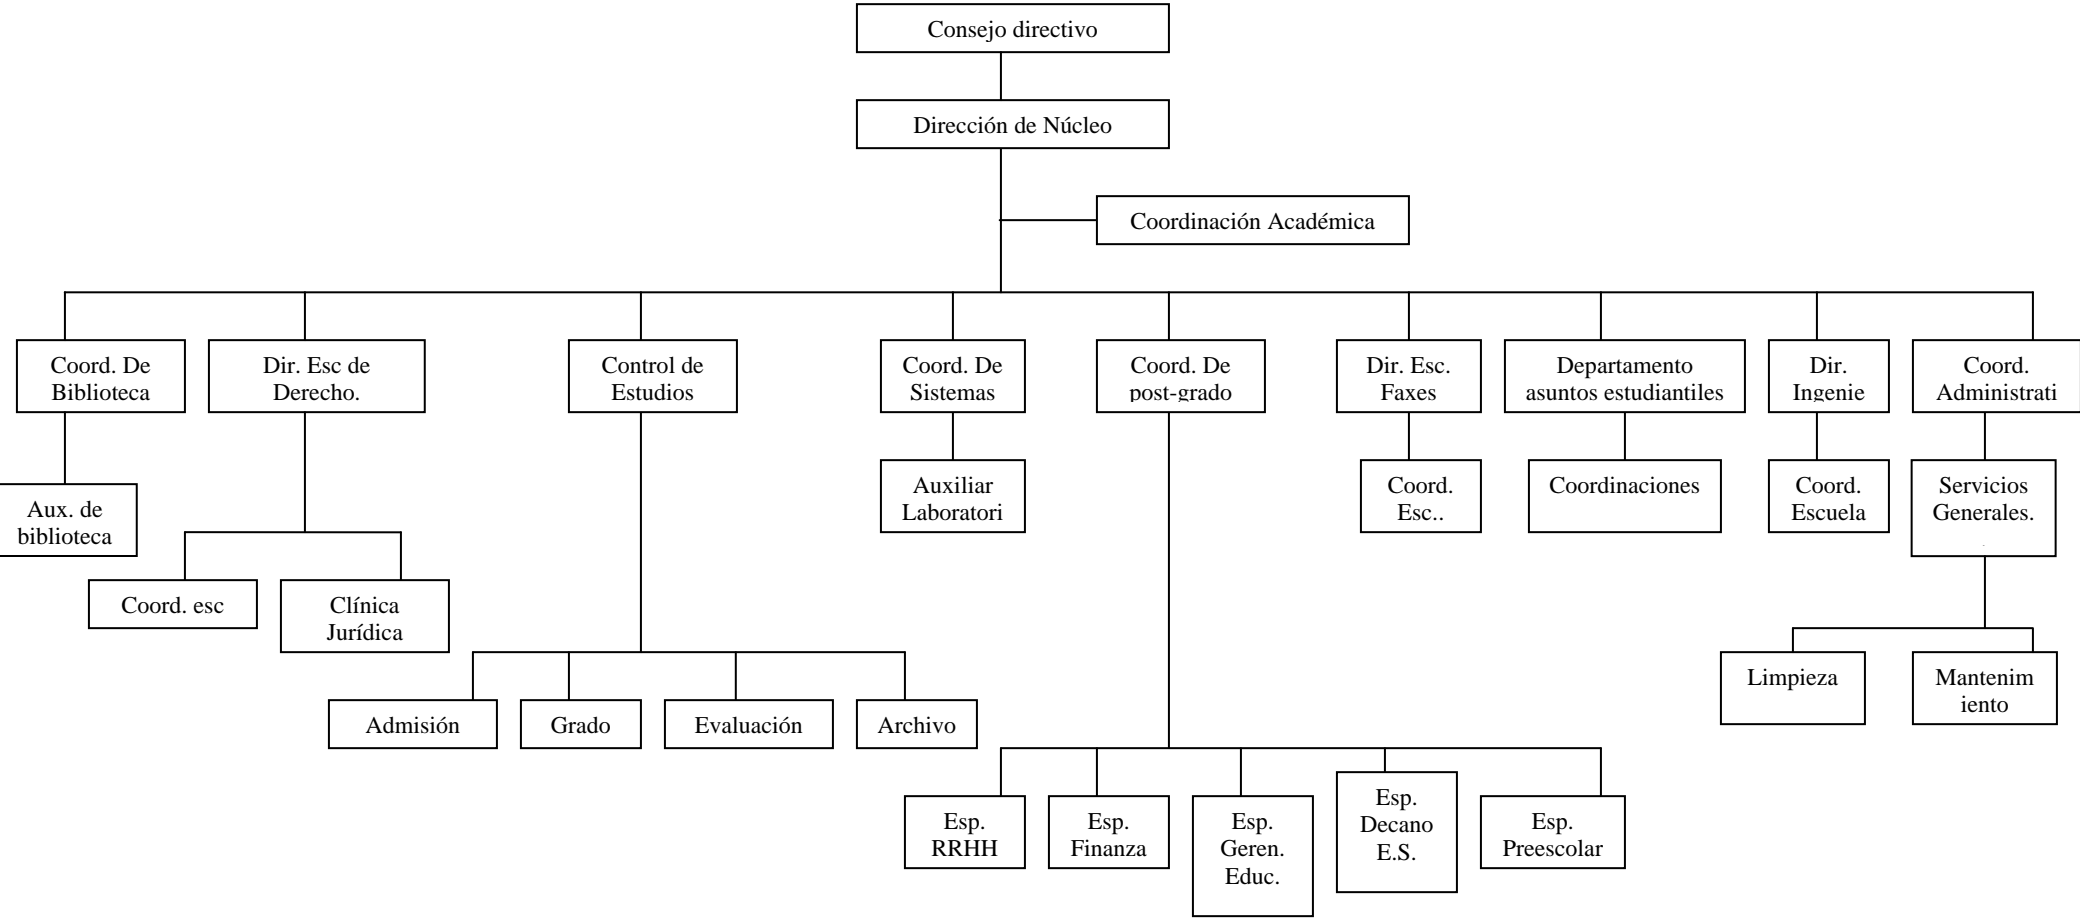 Consejo directivo
Dirección de Núcleo
Coordinación Académica
Coord. De
Biblioteca
Dir. Esc de
Derecho.
Control de
Estudios
Coord. De
Sistemas
Coord. De
post-grado
Dir. Esc.
Faxes
Departamento
asuntos estudiantiles
Dir.
Ingenie
Coord.
Administrati
Aux. de
biblioteca
Auxiliar
Laboratori
Coord.
Esc..
Coordinaciones
Coord.
Escuela
Servicios
Generales.
Coord. esc
Clínica
Jurídica
Limpieza
Mantenim
iento
Admisión
Grado
Evaluación
Archivo
Esp.
RRHH
Esp.
Finanza
Esp.
Geren.
Educ.
Esp.
Decano
E.S.
Esp.
Preescolar